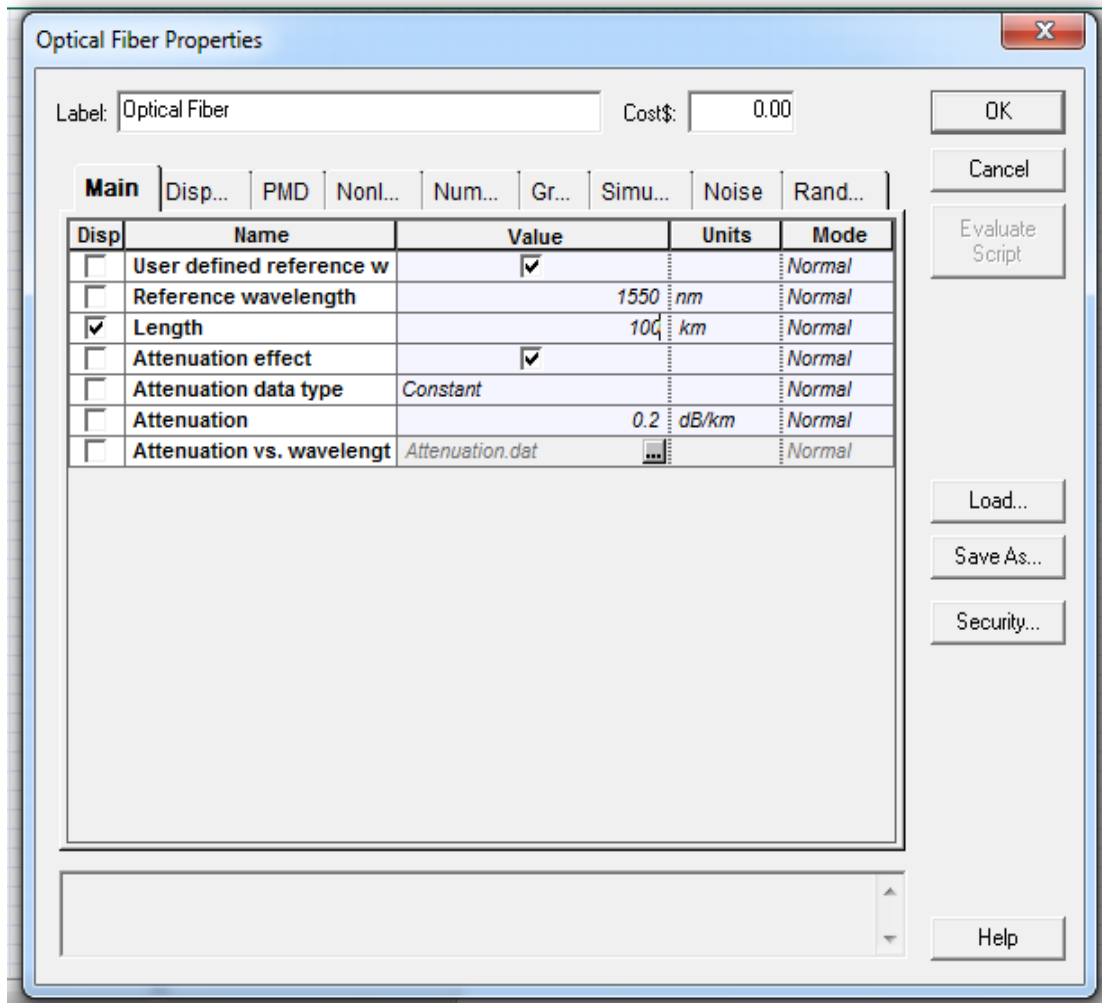 Optical Fiber Properties
Label: Optical Fiber Cost$: 0.00
OK
Cancel
Evaluate
Script
Main Disp... PMD Nonl... Num... Gr... Simu... Noise Rand...
Disp Name Value Units Mode
User defined reference w Normal
Reference wavelength 1550 nm Normal
Length 100 km Normal
Attenuation effect Normal
Attenuation data type Constant Normal
Attenuation 0.2 dB/km Normal
Attenuation vs. wavelengt Attenuation.dat ... Normal
Load...
Save As...
Security...
Help